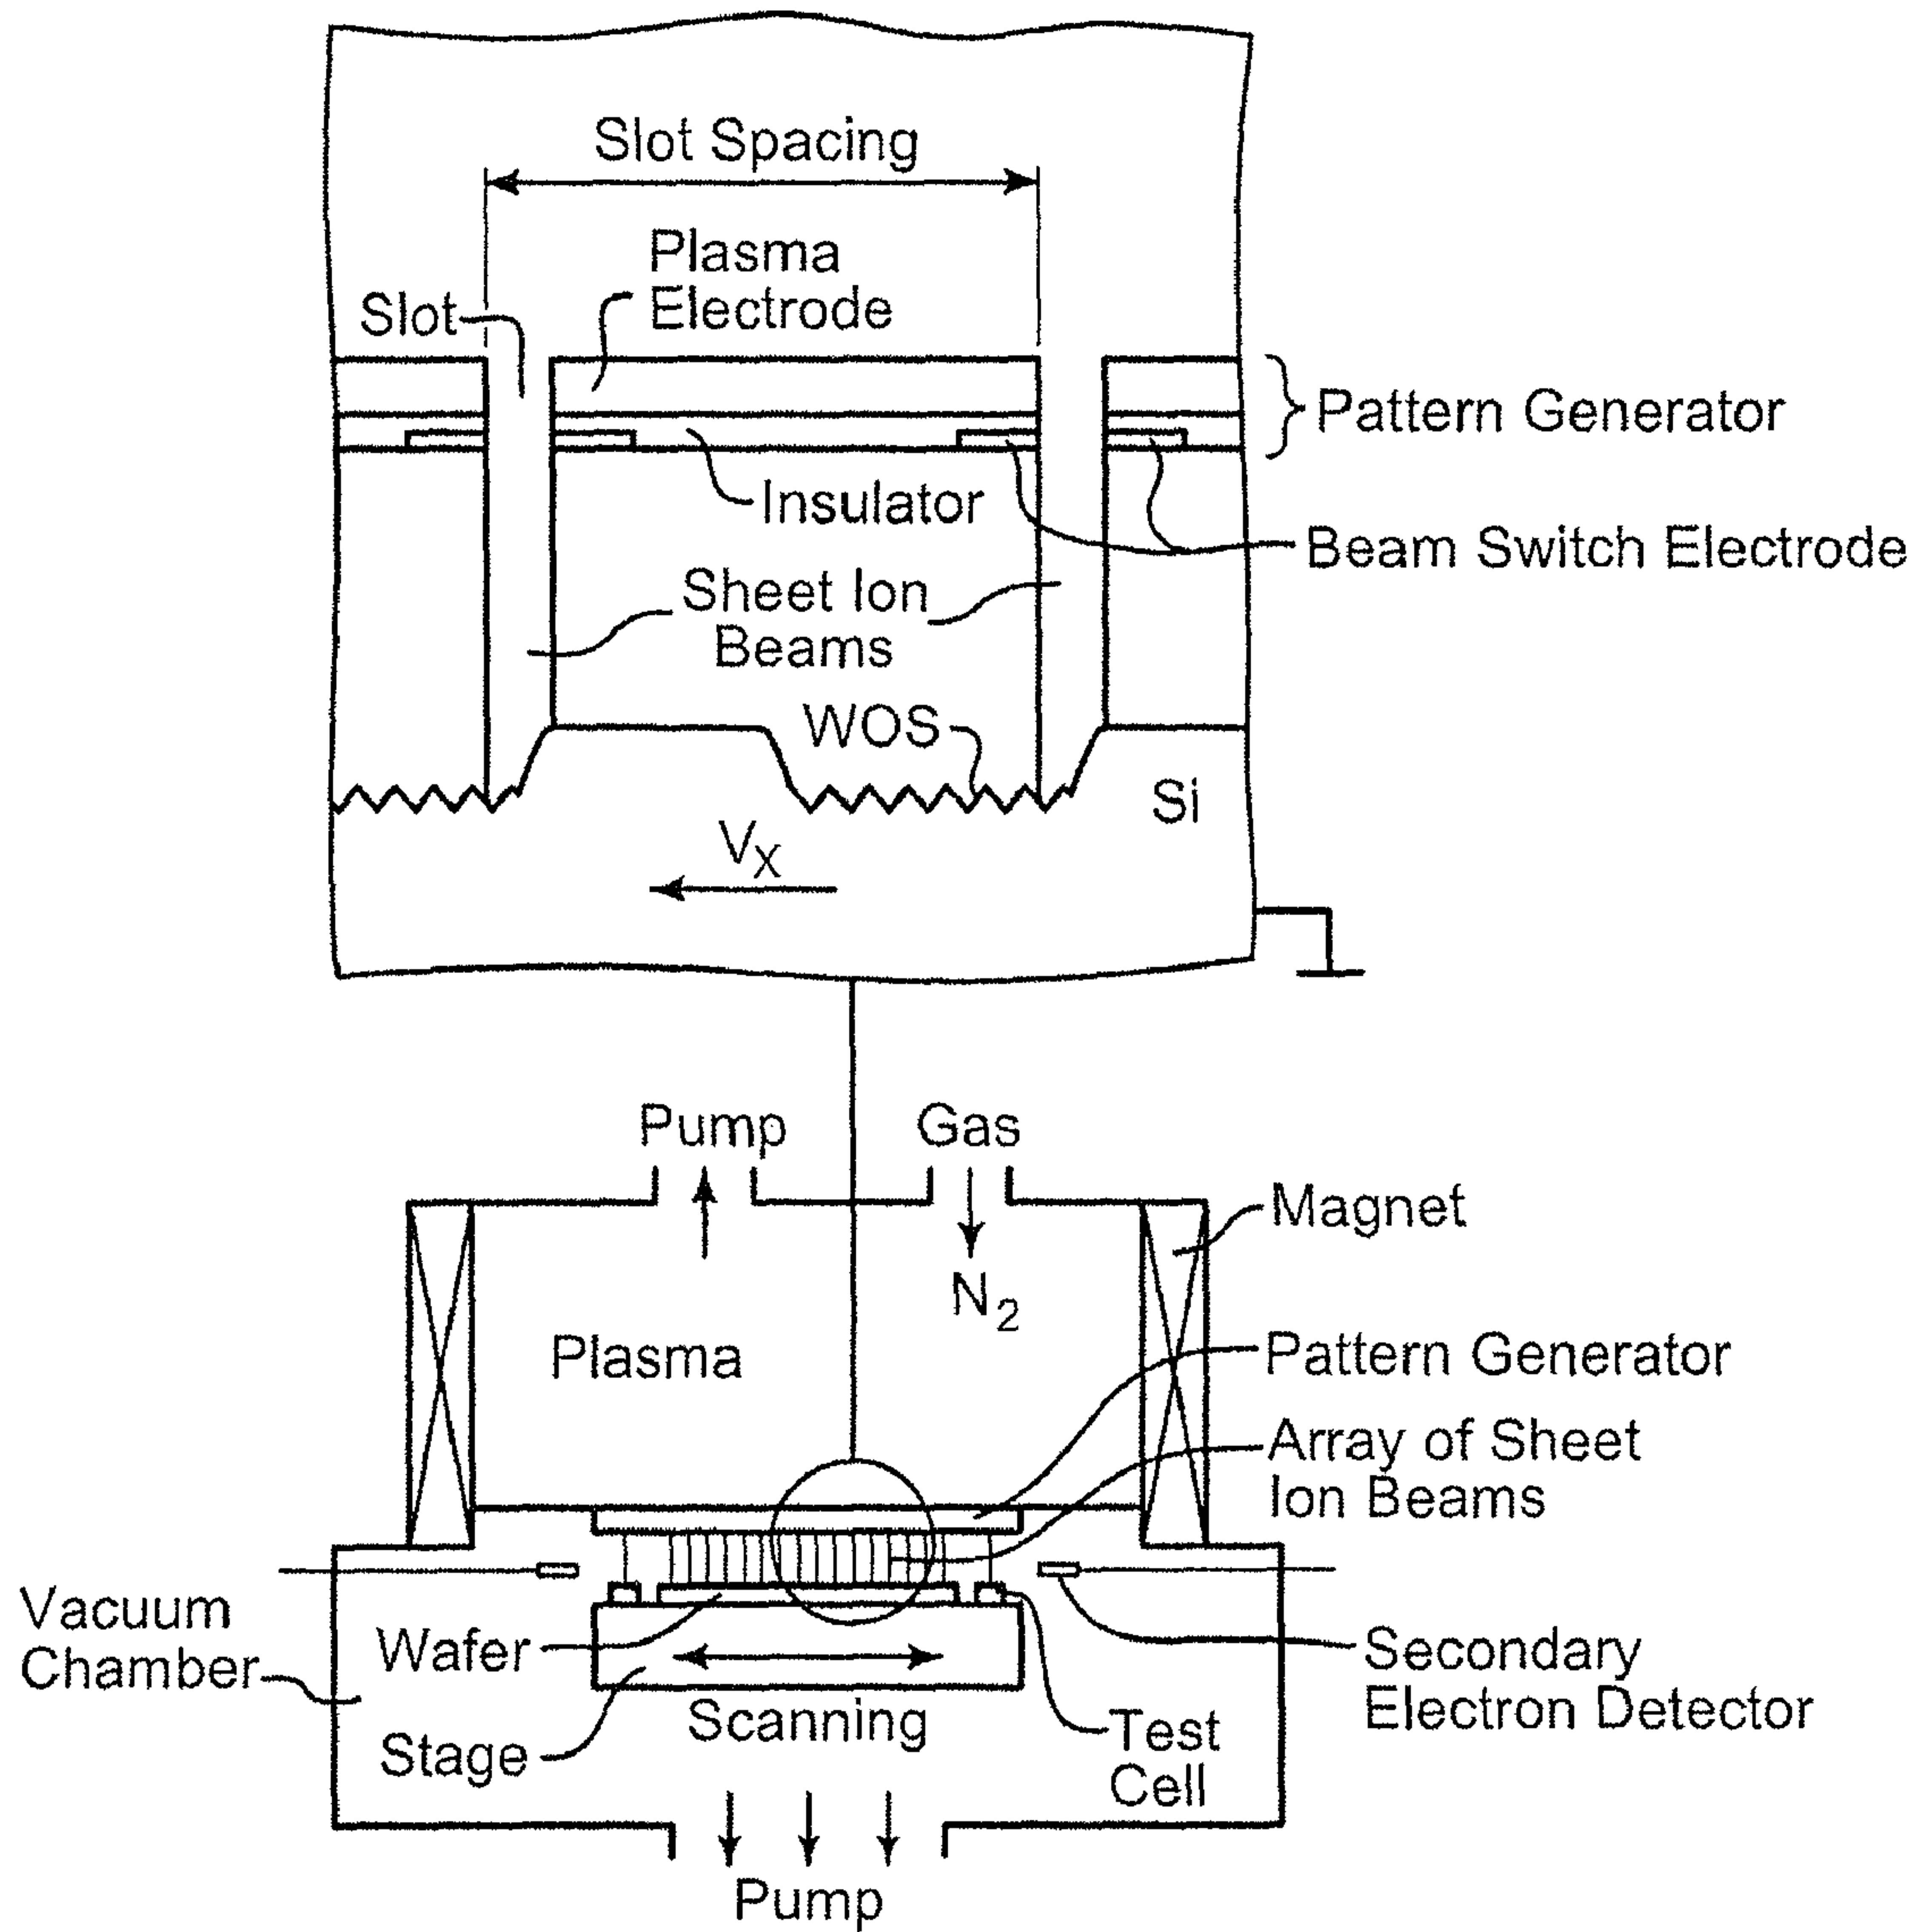 Slot Spacing
Plasma
Electrode
Slot
Pattern Generator
Insulator
Beam Switch Electrode
Sheet Ion
Beams
WOS
Si
VX
Pump
Gas
Magnet
N2
Plasma
Pattern Generator
Array of Sheet
Ion Beams
Vacuum
Chamber
Wafer
Secondary
Electron Detector
Scanning
Stage
Test
Cell
Pump